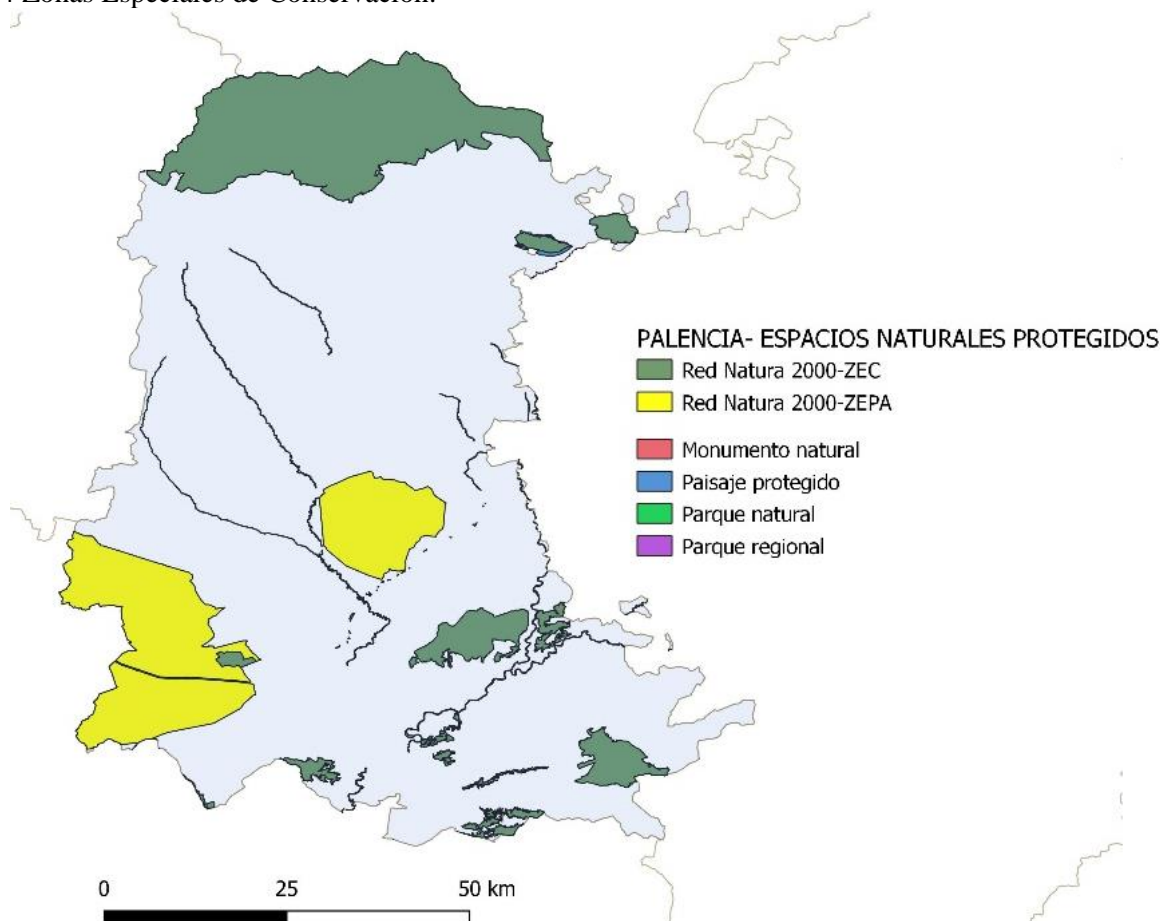 Zonas Especiales de Conservación.
PALENCIA- ESPACIOS NATURALES PROTEGIDOS
Red Natura 2000-ZEC
Red Natura 2000-ZEPA
Monumento natural
Paisaje protegido
Parque natural
Parque regional
0 25 50 km